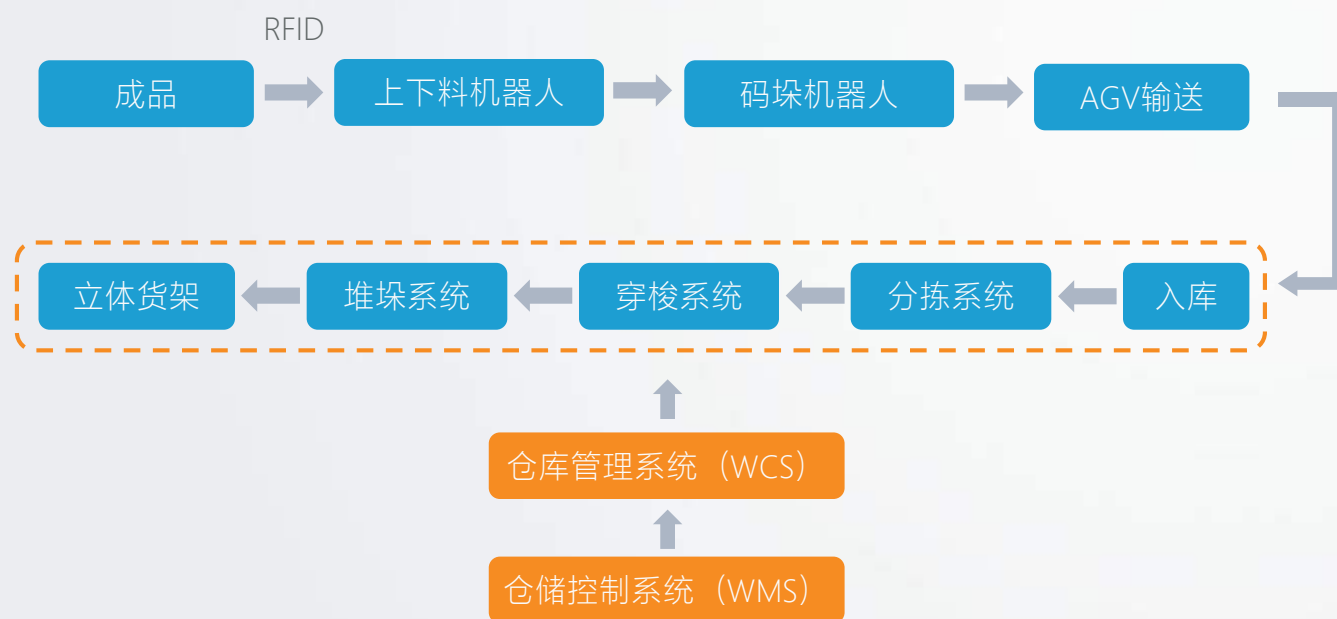 RFID
成品
上下料机器人
码垛机器人
AGV输送
立体货架
堆垛系统
穿梭系统
分拣系统
入库
仓库管理系统（WCS）
仓储控制系统（WMS）